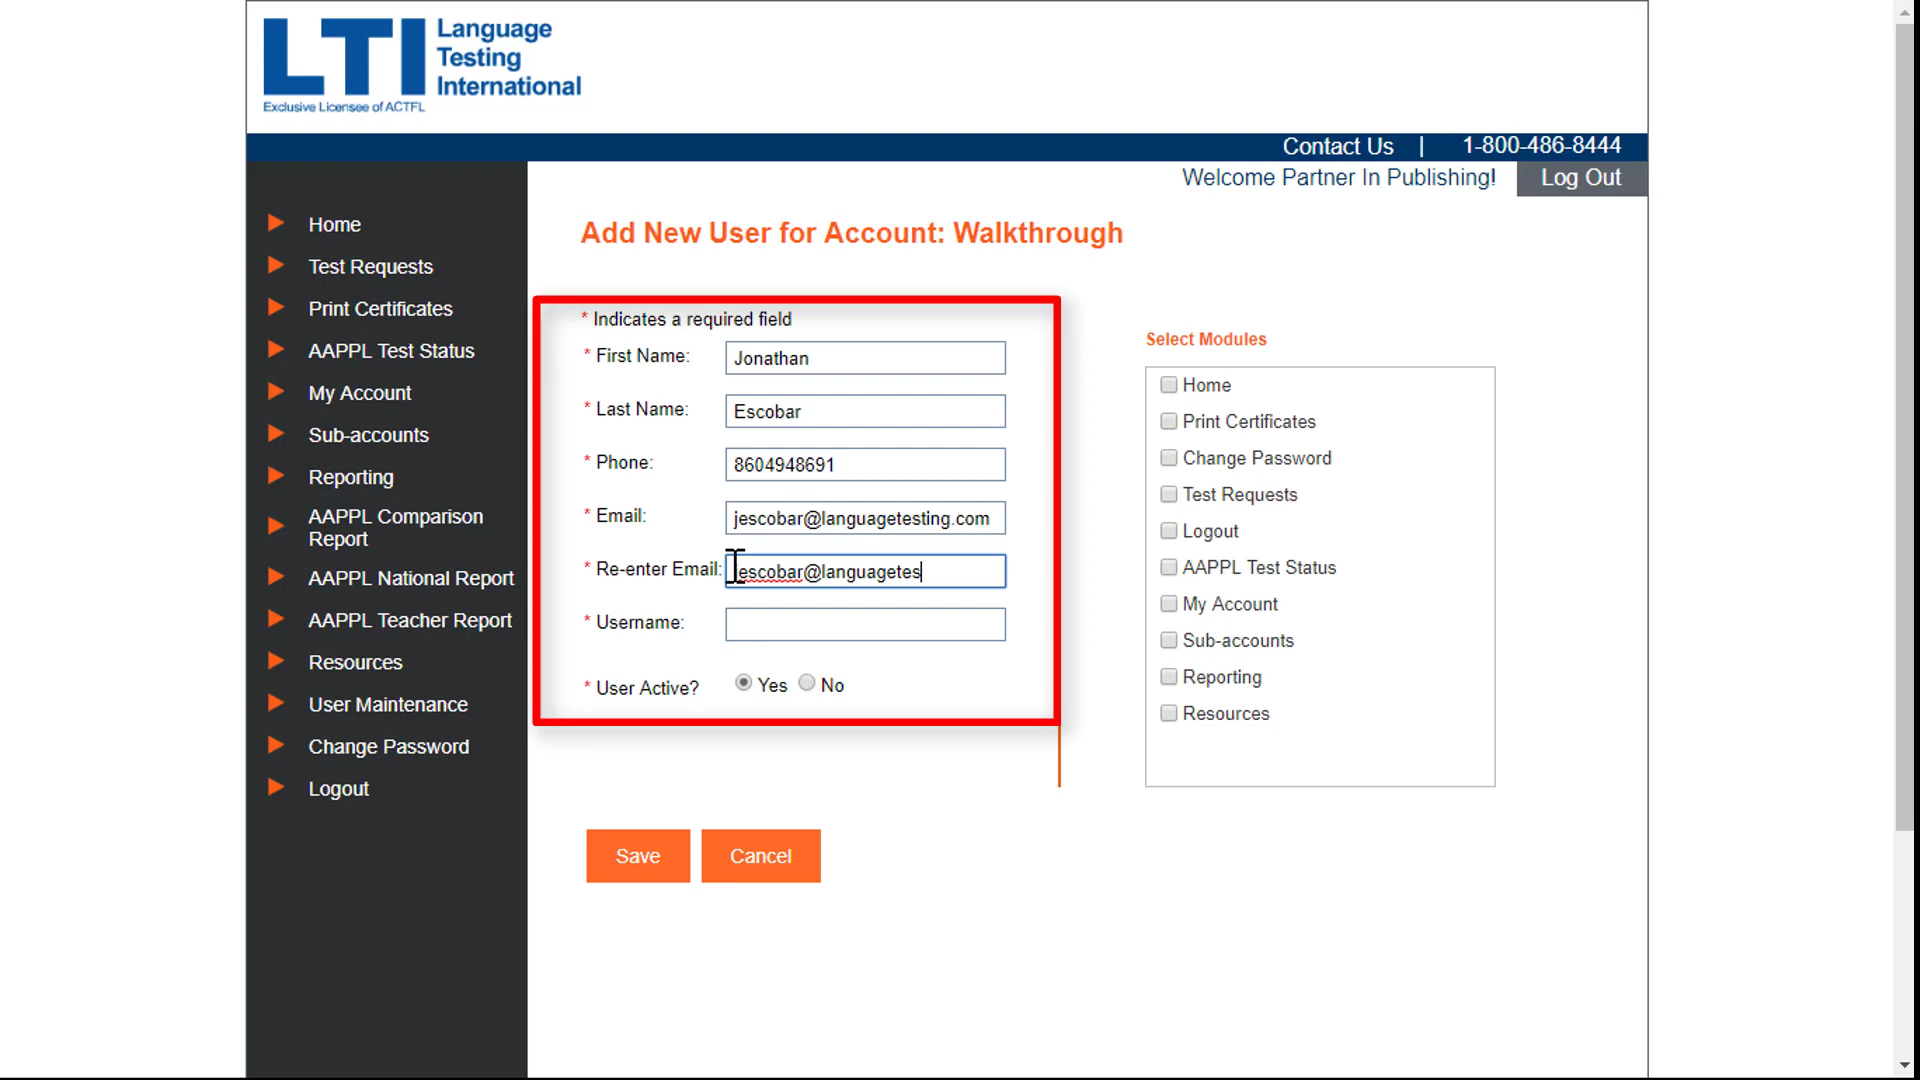 LTI
Language
Testing
International
Exclusive Licensee of ACTFL
Contact Us | 1-800-486-8444
Welcome Partner In Publishing!
Log Out
Home
Test Requests
Print Certificates
AAPPL Test Status
My Account
Sub-accounts
Reporting
AAPPL Comparison
Report
AAPPL National Report
AAPPL Teacher Report
Resources
User Maintenance
Change Password
Logout
Add New User for Account: Walkthrough
* Indicates a required field
* First Name: Jonathan
* Last Name: Escobar
* Phone: 8604948691
* Email: jescobar@languagetesting.com
* Re-enter Email: jescobar@languagetes
* Username:
* User Active? Yes No
Select Modules
Home
Print Certificates
Change Password
Test Requests
Logout
AAPPL Test Status
My Account
Sub-accounts
Reporting
Resources
Save
Cancel